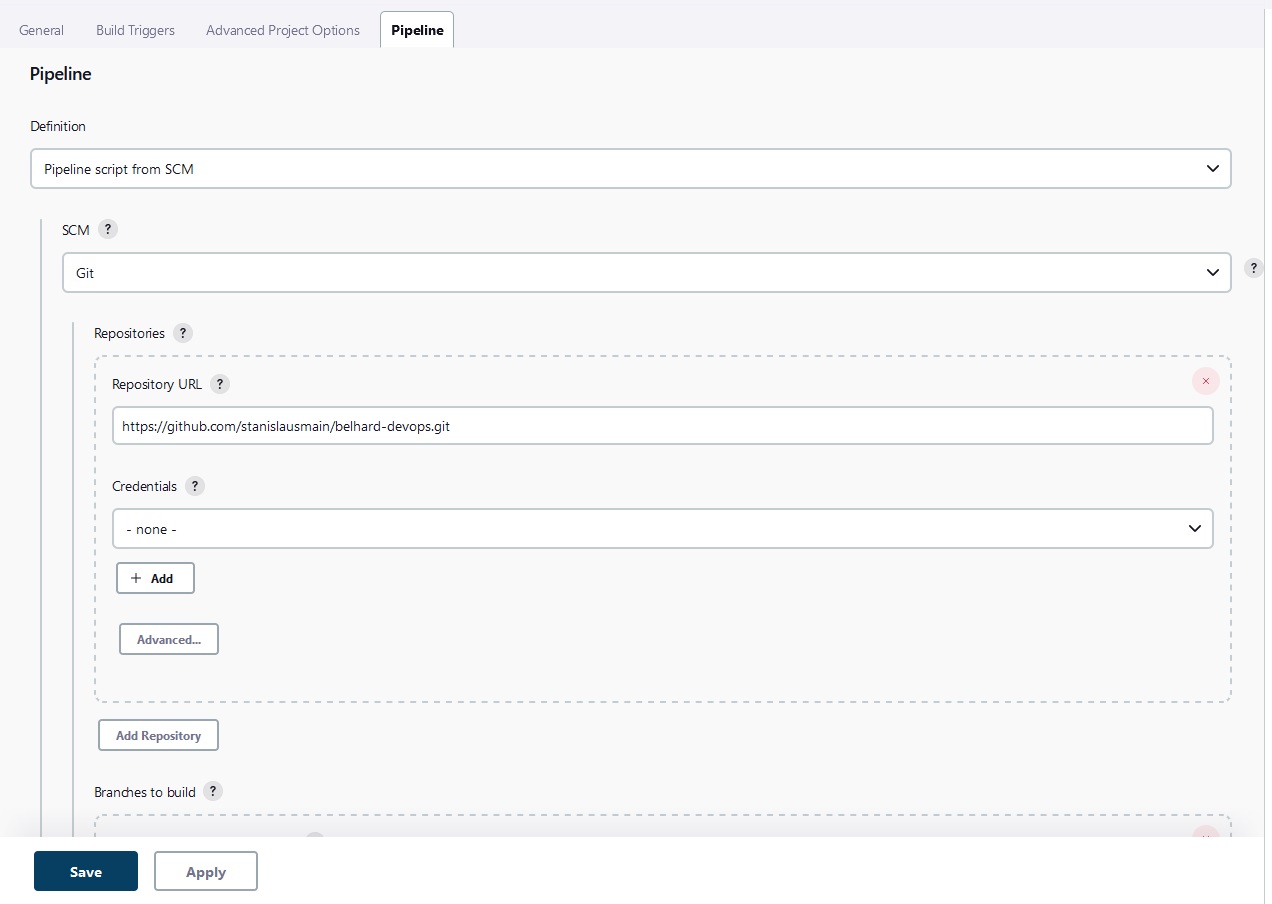 General Build Triggers Advanced Project Options Pipeline
Pipeline
Definition
Pipeline script from SCM
SCM ?
Git
?
Repositories ?
Repository URL ?
×
https://github.com/stanislausmain/belhard-devops.git
Credentials ?
- none -
+ Add
Advanced...
Add Repository
Branches to build ?
Save Apply